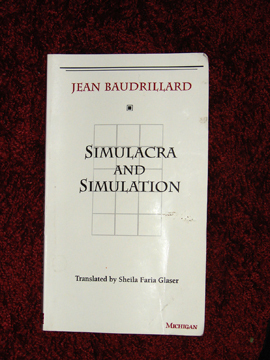 JEAN BAUDRILLARD
SIMULACRA
AND
SIMULATION
Translated by Sheila Faria Glaser
MICHIGAN